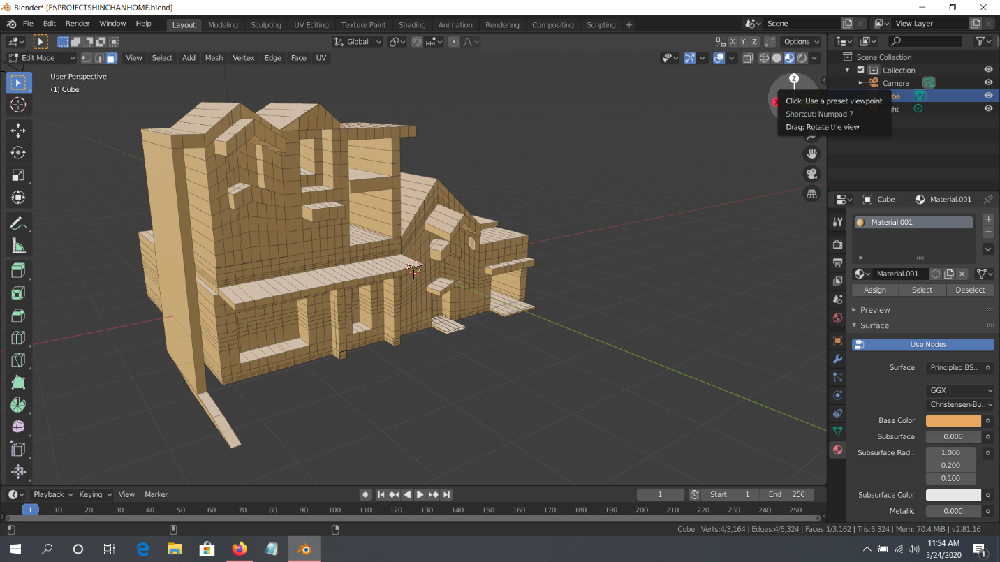 Blender* [E:\PROJECTSHINCHANHOME.blend]
File Edit Render Window Help Layout Modeling Sculpting UV Editing Texture Paint Shading Animation Rendering Compositing Scripting + Scene View Layer
Global X Y Z Options
Edit Mode View Select Add Mesh Vertex Edge Face UV
User Perspective
(1) Cube
Z
X
Click: Use a preset viewpoint
Shortcut: Numpad 7
Drag: Rotate the view
Scene Collection
Collection
Camera
be
ght
Cube Material.001
Material.001
Material.001
Assign Select Deselect
Preview
Surface
Use Nodes
Surface Principled BS..
GGX
Christensen-Bu..
Base Color
Subsurface 0.000
Subsurface Rad.. 1.000
0.200
0.100
Subsurface Color
Metallic 0.000
Playback Keying View Marker 1 Start 1 End 250
1 10 20 30 40 50 60 70 80 90 100 110 120 130 140 150 160 170 180 190 200 210 220 230 240 250
Cube | Verts:4/3,164 | Edges:4/6,324 | Faces:1/3,162 | Tris:6,324 | Mem: 70.4 MiB | v2.81.16
11:54 AM
3/24/2020
1